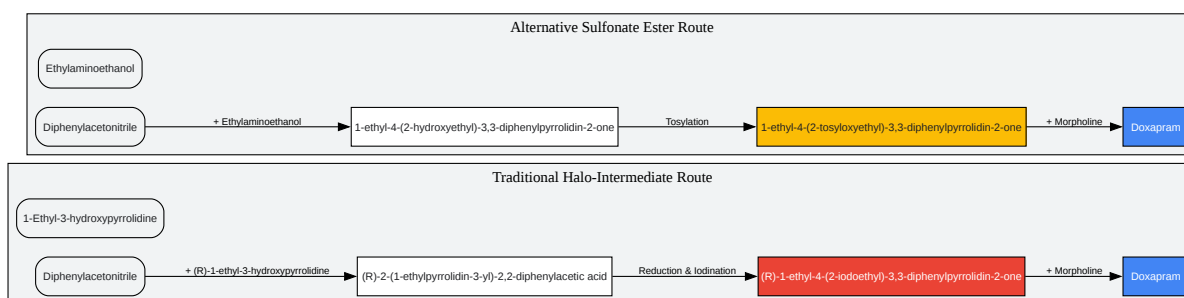 Alternative Sulfonate Ester Route
Ethylaminoethanol
Diphenylacetonitrile
+ Ethylaminoethanol
1-ethyl-4-(2-hydroxyethyl)-3,3-diphenylpyrrolidin-2-one
Tosylation
1-ethyl-4-(2-tosyloxyethyl)-3,3-diphenylpyrrolidin-2-one
+ Morpholine
Doxapram
Traditional Halo-Intermediate Route
1-Ethyl-3-hydroxypyrrolidine
Diphenylacetonitrile
+ (R)-1-ethyl-3-hydroxypyrrolidine
(R)-2-(1-ethylpyrrolidin-3-yl)-2,2-diphenylacetic acid
Reduction & Iodination
(R)-1-ethyl-4-(2-iodoethyl)-3,3-diphenylpyrrolidin-2-one
+ Morpholine
Doxapram